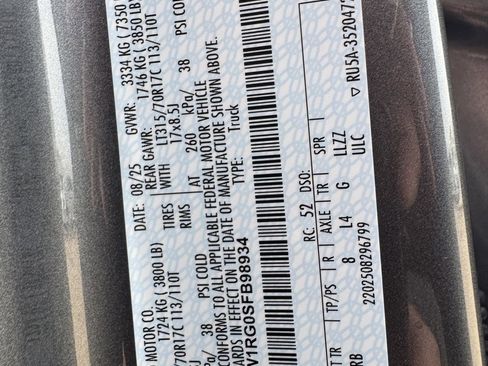 MOTOR CO.
DATE: 08/25
GVWR: 3334 KG ( 7350
1724 KG ( 3800 LB)
REAR GAWR: 1746 KG ( 3850 LB)
70R17C 113/110T
TIRES LT315/70R17C 113/110T
WITH RIMS 17x8.5J
38 PSI COLD
AT 260 kPa/ 38 PSI COLD
CONFORMS TO ALL APPLICABLE FEDERAL MOTOR VEHICLE
IN EFFECT ON THE DATE OF MANUFACTURE SHOWN ABOVE.
V1RG0SFB98934
Truck
RC: 52 DSO:
TR TP/PS R AXLE TR SPR
8 L4 G LLZZ
ULC
RB
2202508296799
▽ RU5A-352047